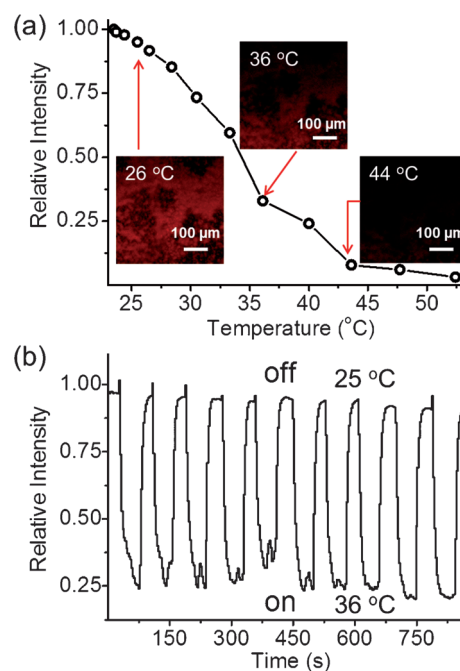 (a)
1.00
0.75
0.50
0.25
Relative Intensity
26 °C
100 µm
36 °C
100 µm
44 °C
100 µm
25 30 35 40 45 50
Temperature (°C)
(b)
1.00
0.75
0.50
0.25
Relative Intensity
off 25 °C
on 36 °C
150 300 450 600 750
Time (s)